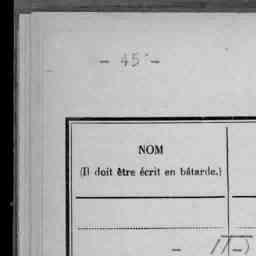 - 45 -
NOM
(Il doit être écrit en bâtarde.)